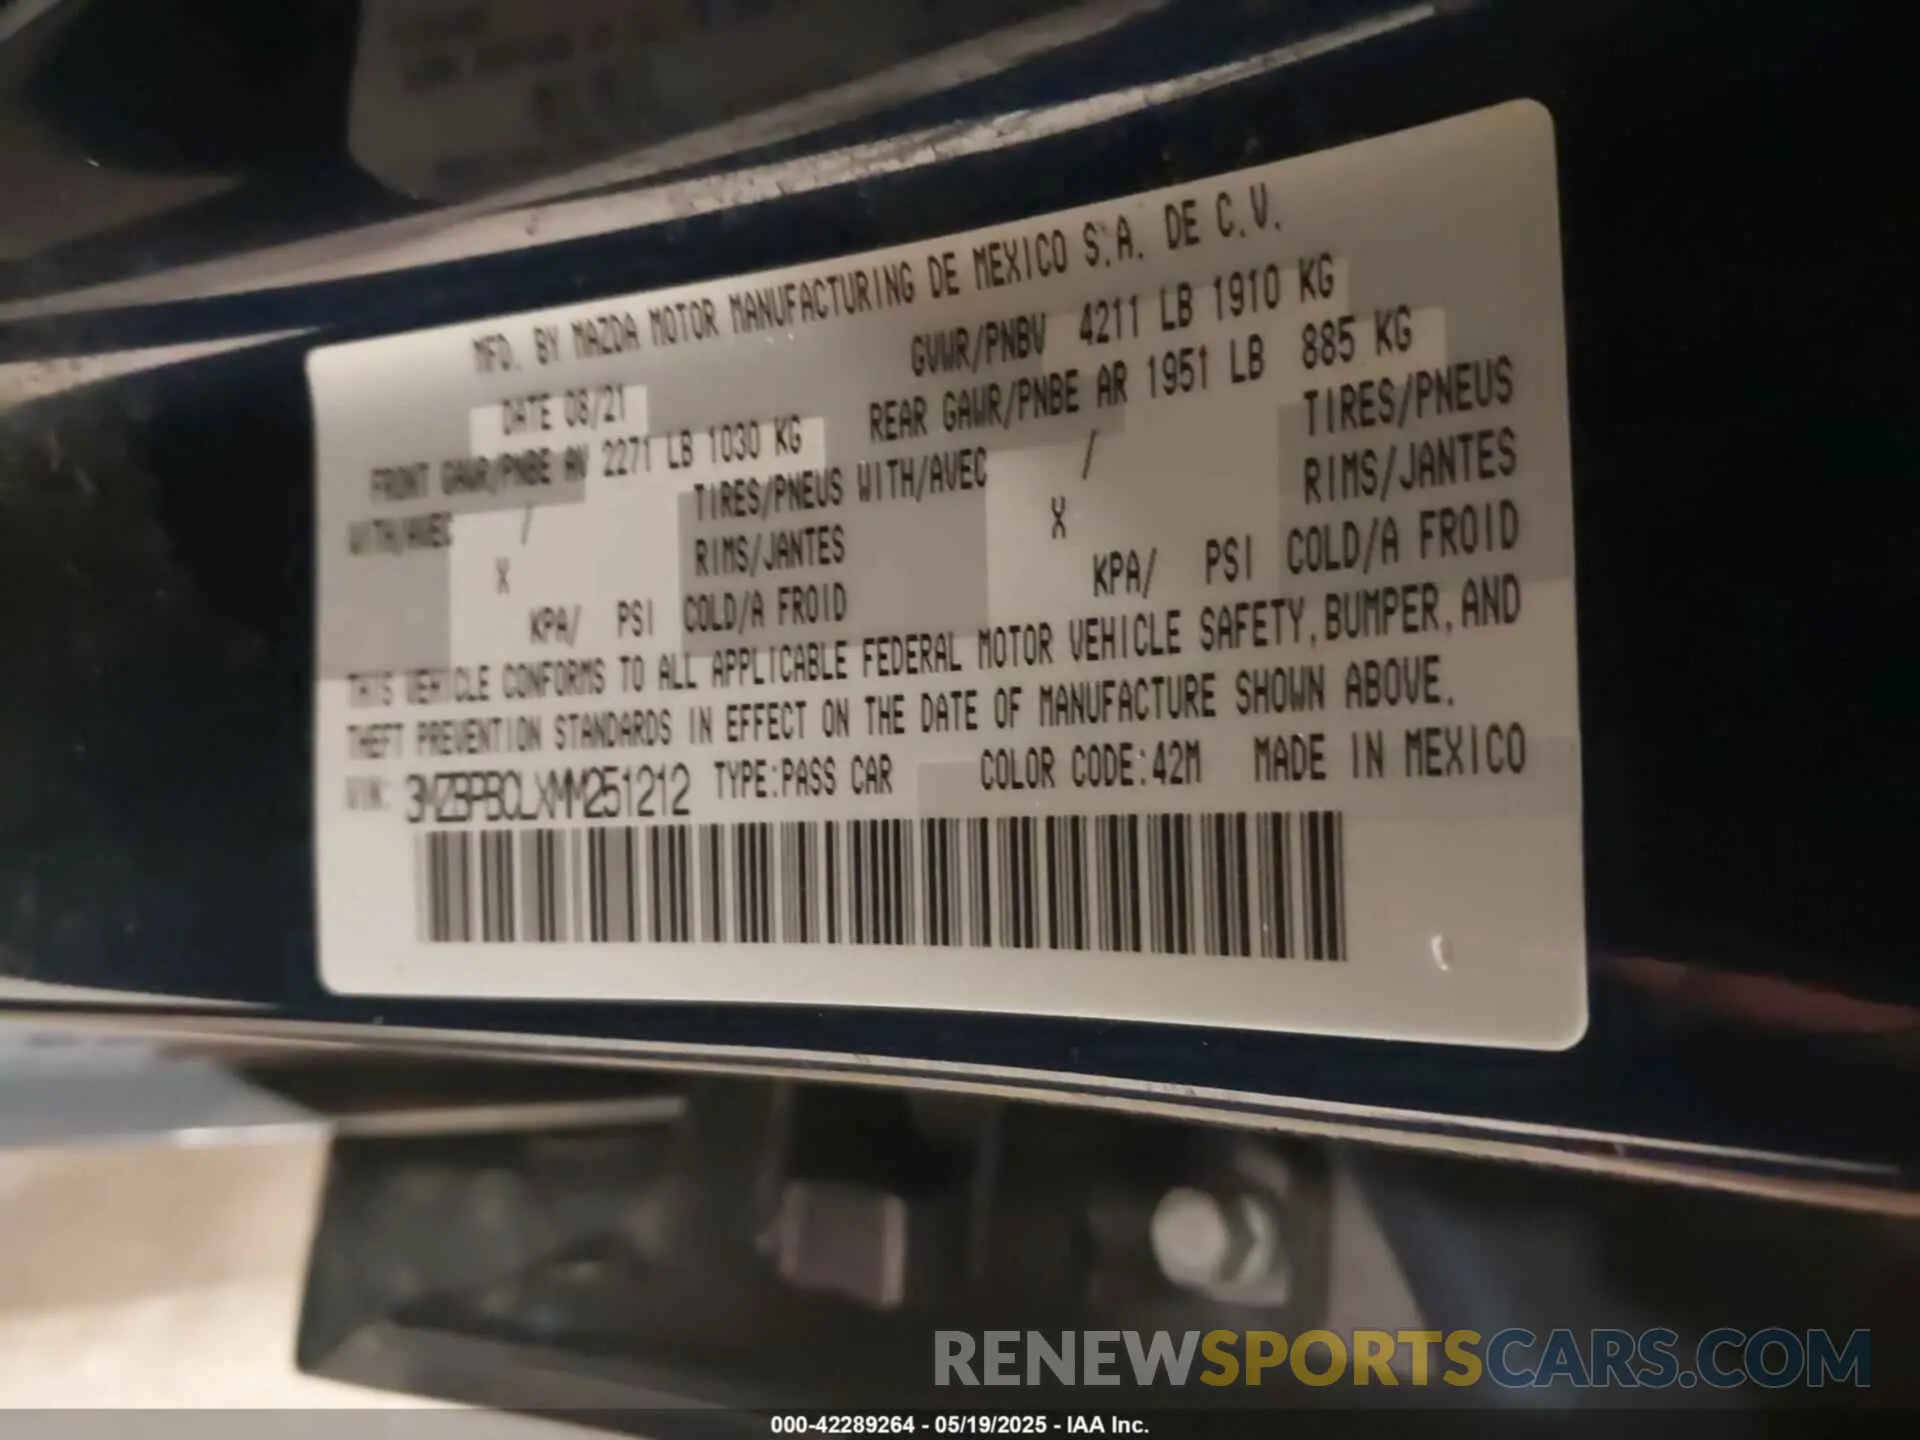 MFD. BY MAZDA MOTOR MANUFACTURING DE MEXICO S.A. DE C.V.
DATE 08/21 GVWR/PNBV 4211 LB 1910 KG
FRONT GAWR/PNBE AV 2271 LB 1030 KG REAR GAWR/PNBE AR 1951 LB 885 KG
WITH/AVEC / TIRES/PNEUS WITH/AVEC / TIRES/PNEUS
X RIMS/JANTES X RIMS/JANTES
KPA/ PSI COLD/A FROID KPA/ PSI COLD/A FROID
THIS VEHICLE CONFORMS TO ALL APPLICABLE FEDERAL MOTOR VEHICLE SAFETY, BUMPER, AND
THEFT PREVENTION STANDARDS IN EFFECT ON THE DATE OF MANUFACTURE SHOWN ABOVE.
VIN: 3MZBPBCLXMM251212 TYPE:PASS CAR COLOR CODE:42M MADE IN MEXICO
RENEWSPORTSCARS.COM
000-42289264 - 05/19/2025 - IAA Inc.